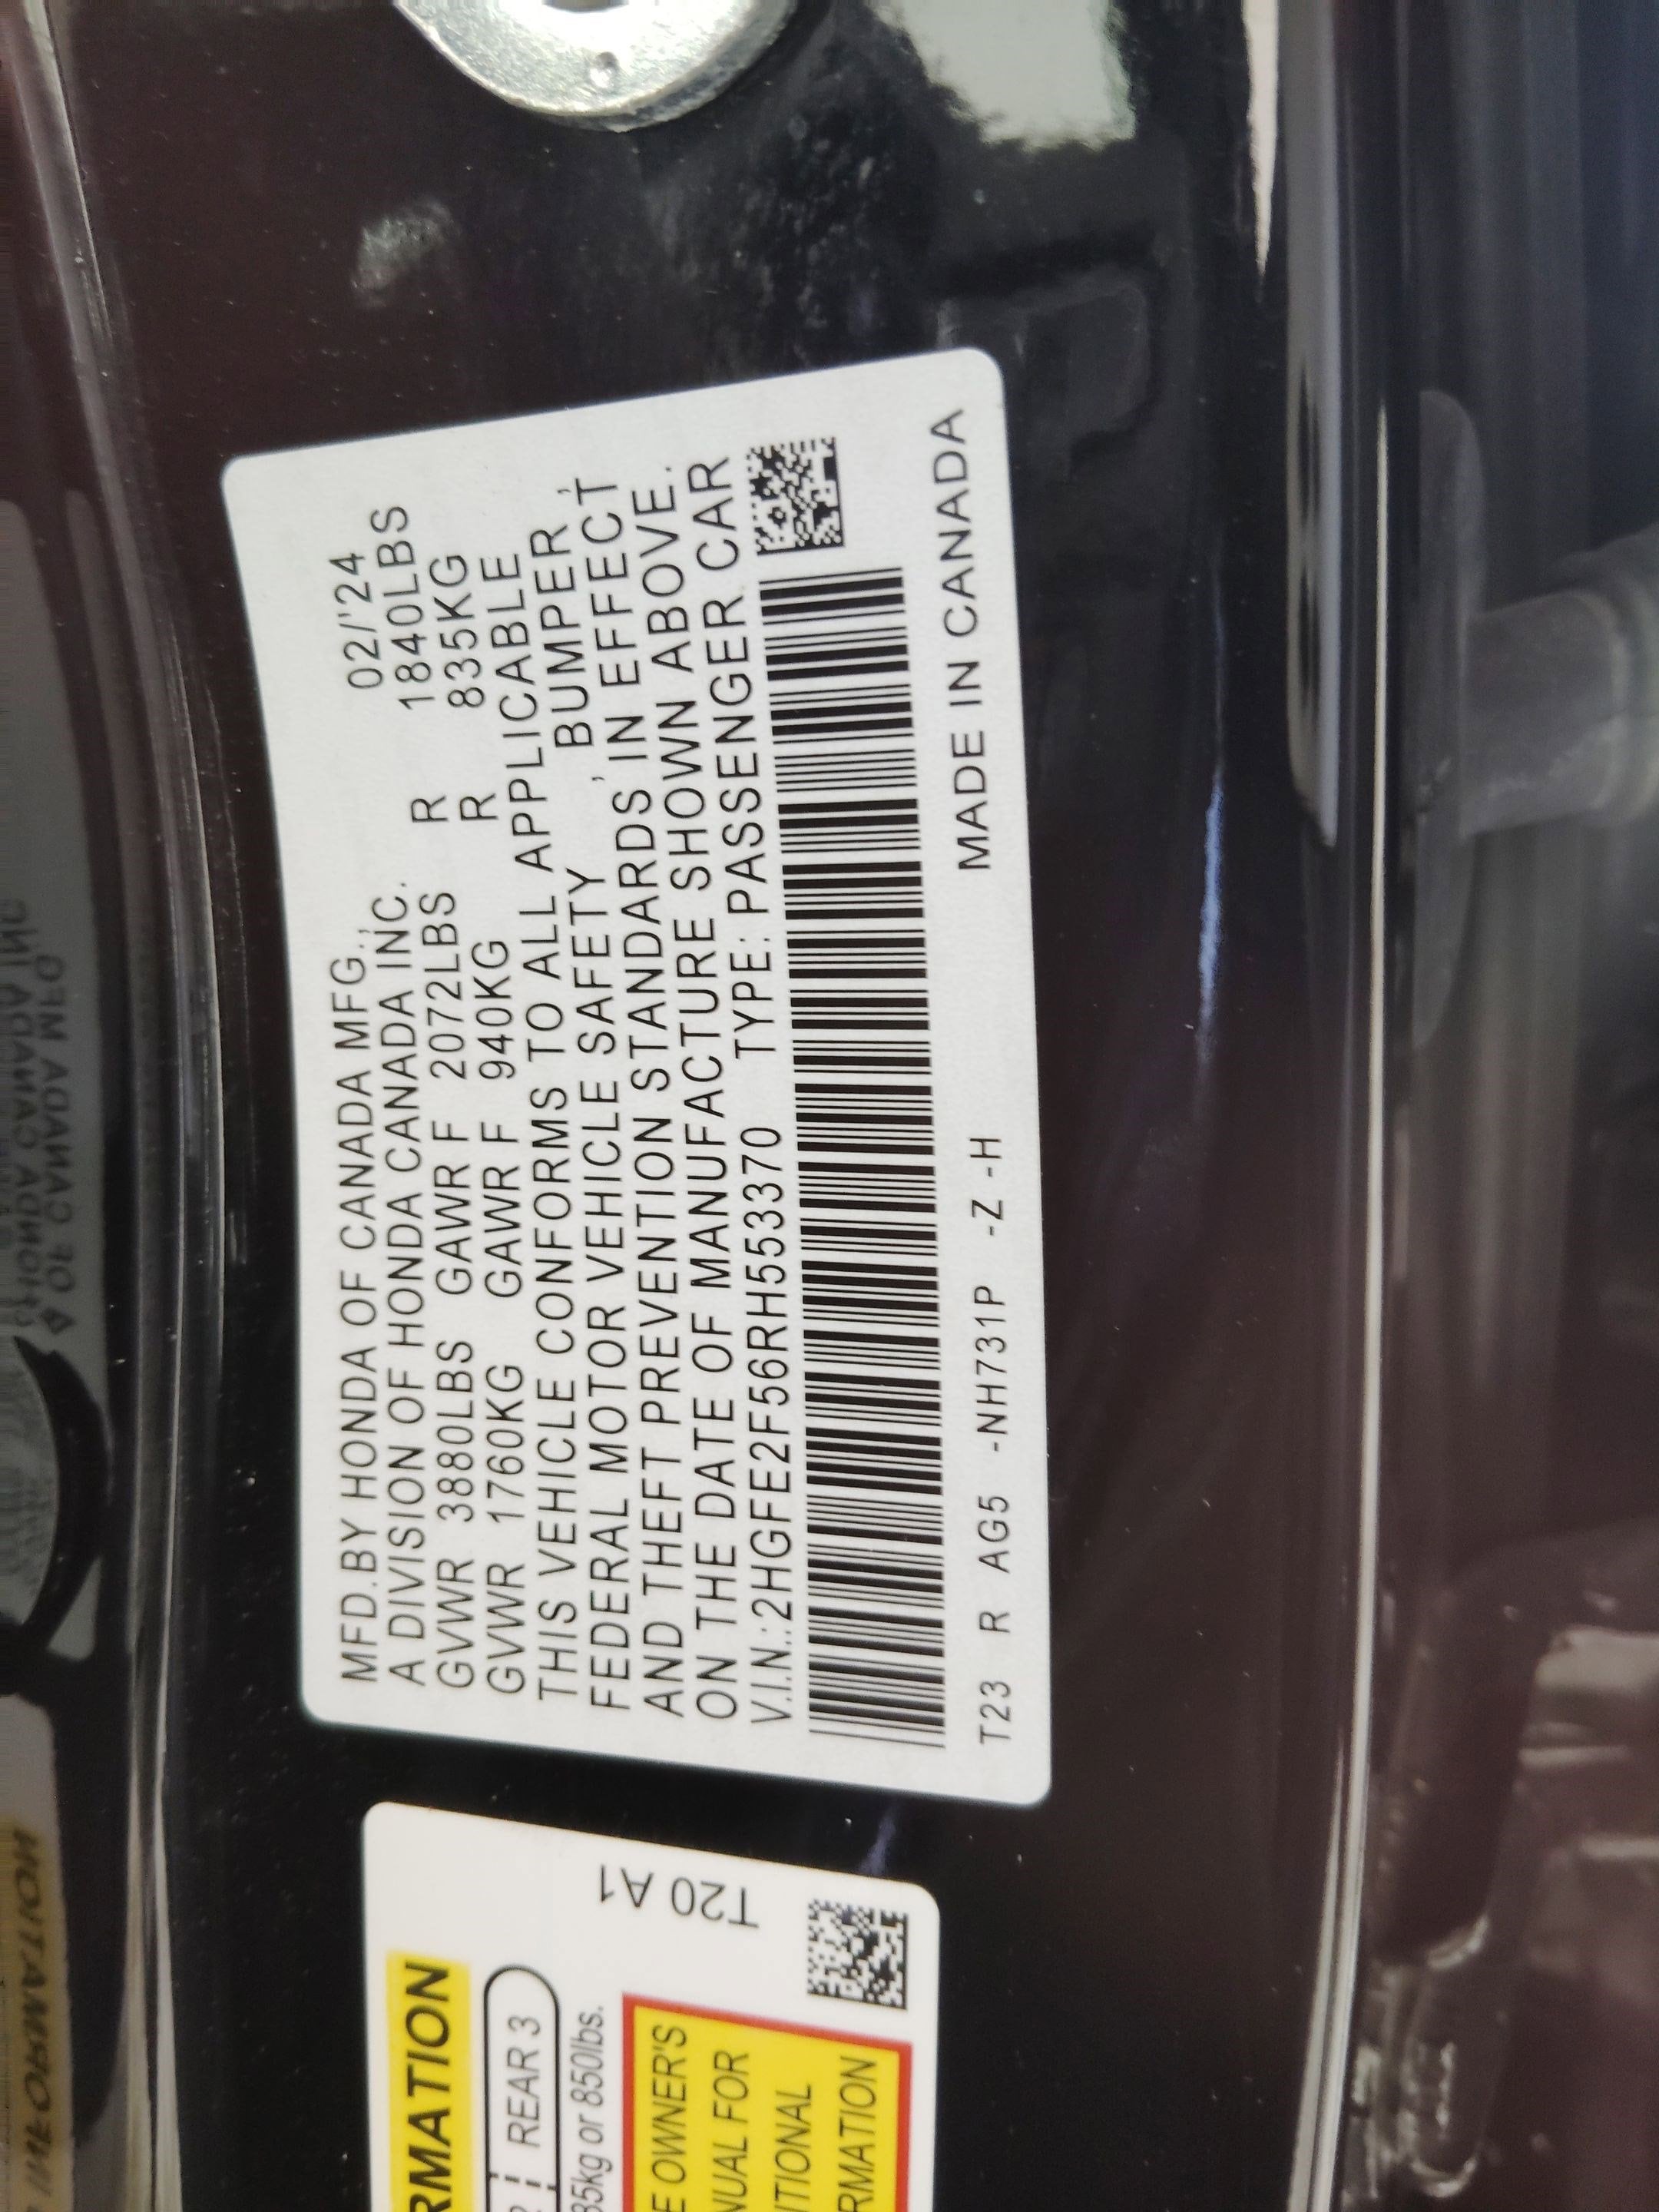 MFD.BY HONDA OF CANADA MFG., 02/'24
A DIVISION OF HONDA CANADA INC.
GVWR 3880LBS GAWR F 2072LBS R 1840LBS
GVWR 1760KG GAWR F 940KG R 835KG
THIS VEHICLE CONFORMS TO ALL APPLICABLE
FEDERAL MOTOR VEHICLE SAFETY , BUMPER ,
AND THEFT PREVENTION STANDARDS IN EFFECT
ON THE DATE OF MANUFACTURE SHOWN ABOVE.
V.I.N.:2HGFE2F56RH553370 TYPE: PASSENGER CAR
T23 R AG5 -NH731P -Z -H MADE IN CANADA
RMATION
REAR 3
35kg or 850lbs.
E OWNER'S
NUAL FOR
ITIONAL
RMATION
T20 A1